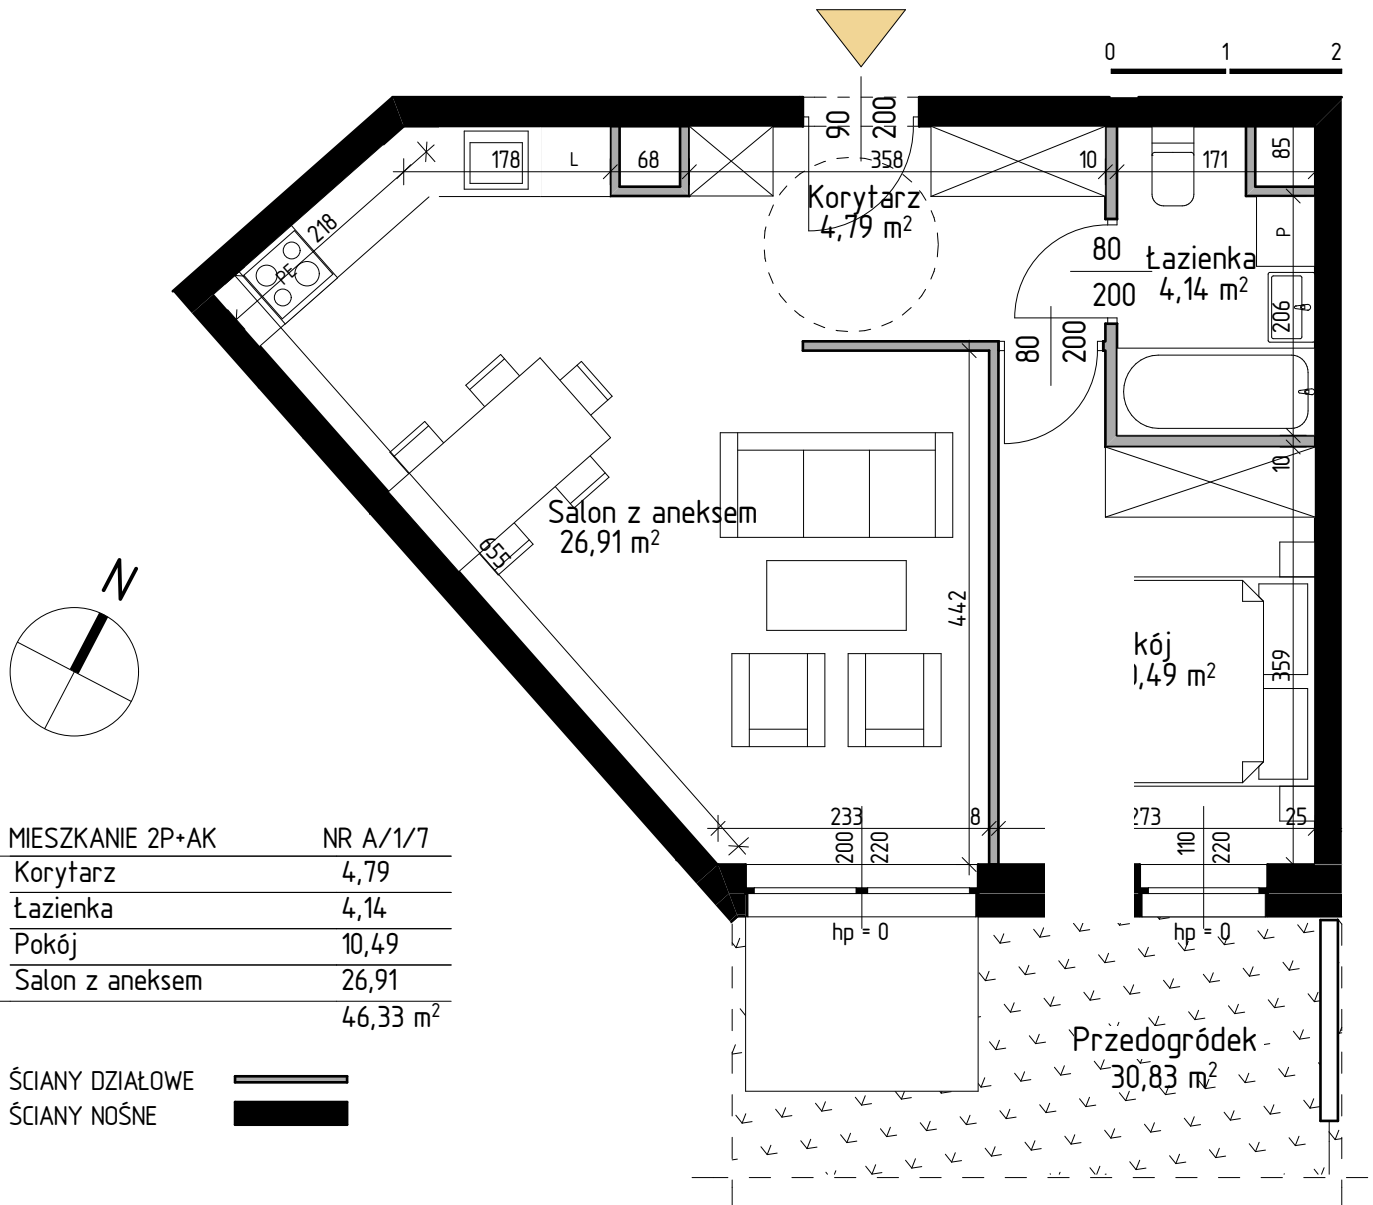 0 1 2
90 200
178 L 68 358 10 171 85
Korytarz
4,79 m²
218
PE
P
80
200
Łazienka
4,14 m²
206
80 200
10
Salon z aneksem
26,91 m²
655
442
kój
,49 m²
359
N
233 8 273 25
200 220
110 220
hp = 0
hp = 0
MIESZKANIE 2P+AK NR A/1/7
Korytarz 4,79
Łazienka 4,14
Pokój 10,49
Salon z aneksem 26,91
46,33 m²
Przedogródek
30,83 m²
ŚCIANY DZIAŁOWE
ŚCIANY NOŚNE